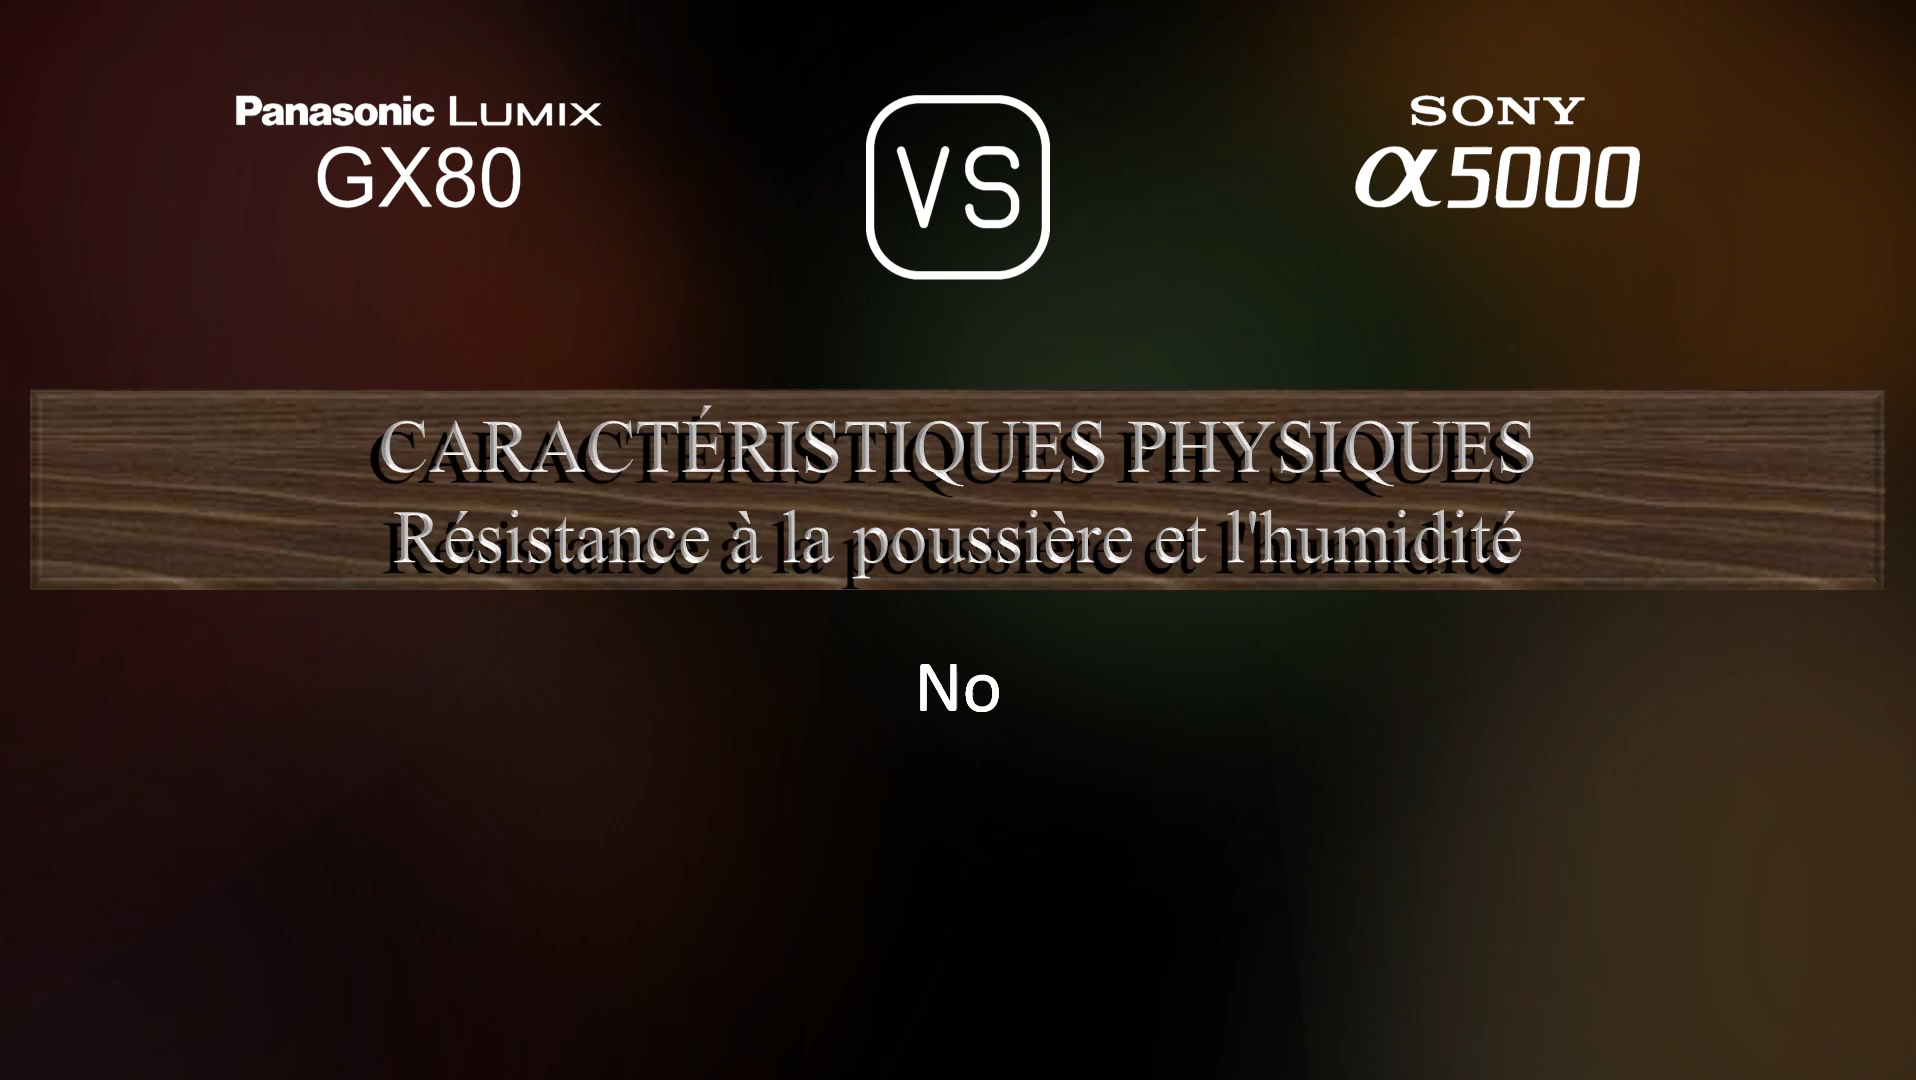 Panasonic LUMIX
GX80
VS
SONY
α5000
CARACTÉRISTIQUES PHYSIQUES
Résistance à la poussière et l'humidité
No